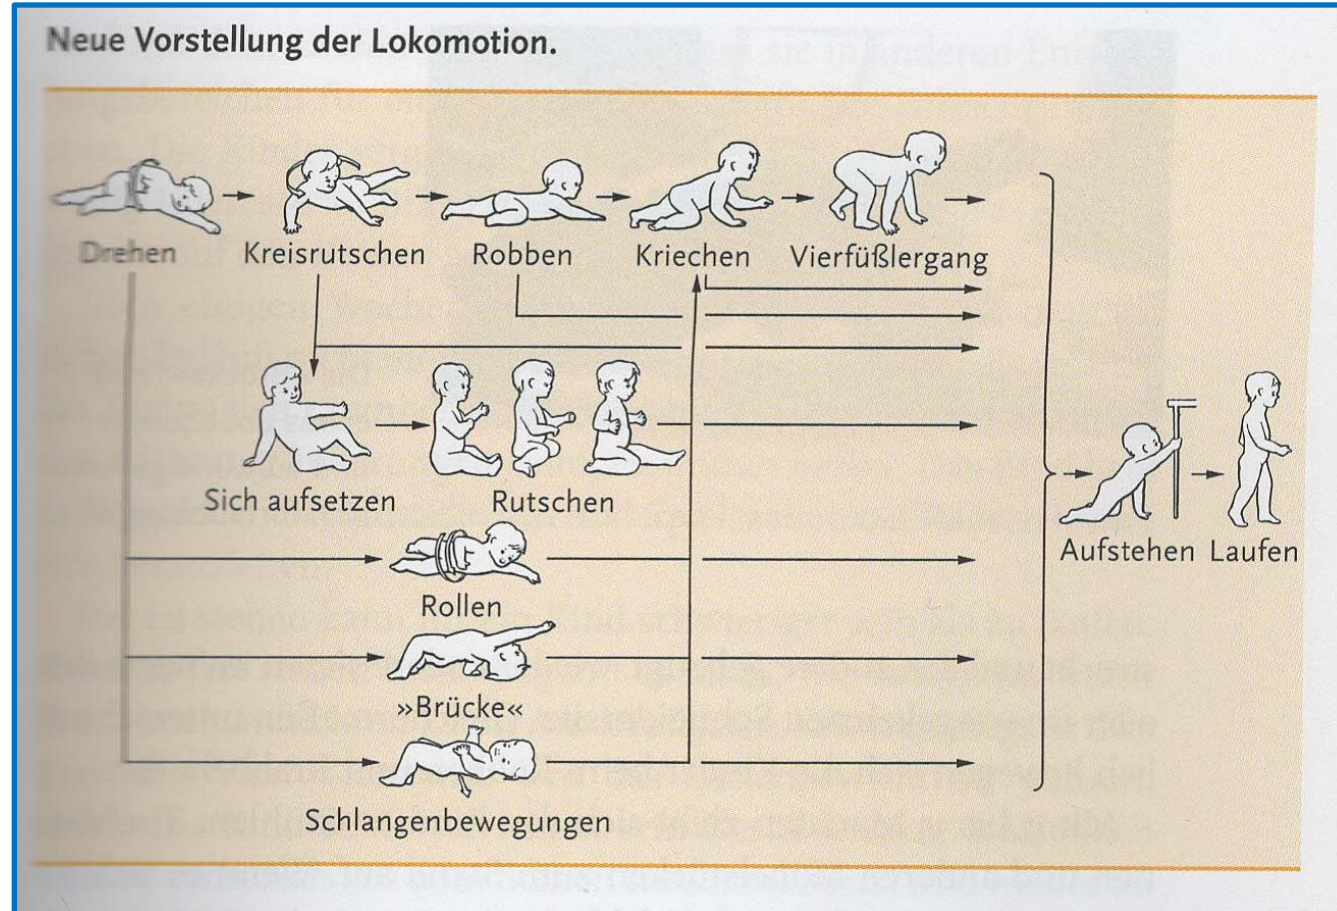 Neue Vorstellung der Lokomotion.
Drehen
Kreisrutschen
Robben
Kriechen
Vierfüßlergang
Sich aufsetzen
Rutschen
Aufstehen
Laufen
Rollen
»Brücke«
Schlangenbewegungen